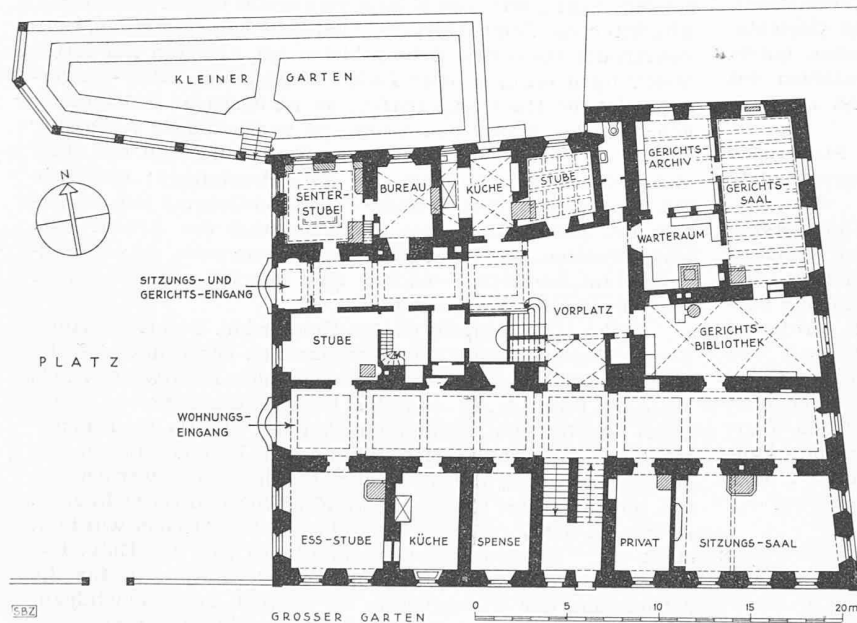 KLEINER GARTEN
N
SENTER-
STUBE
BUREAU
KÜCHE
STUBE
GERICHTS-
ARCHIV
GERICHTS-
SAAL
WARTERAUM
SITZUNGS- UND
GERICHTS-EINGANG
VORPLATZ
GERICHTS-
BIBLIOTHEK
STUBE
PLATZ
WOHNUNGS-
EINGANG
ESS-STUBE
KÜCHE
SPENSE
PRIVAT
SITZUNGS-SAAL
SBZ
GROSSER GARTEN
0 5 10 15 20 m